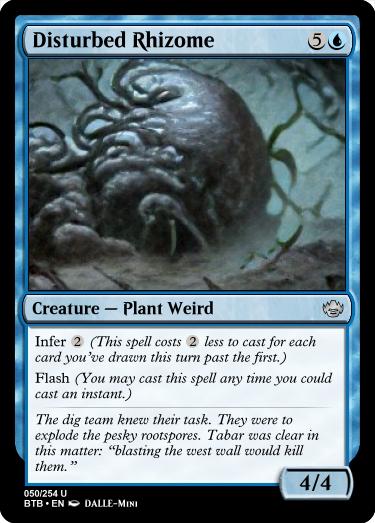 Disturbed Rhizome 5
Creature — Plant Weird
Infer 2 (This spell costs 2 less to cast for each
card you've drawn this turn past the first.)
Flash (You may cast this spell any time you could
cast an instant.)
The dig team knew their task. They were to
explode the pesky rootspores. Tabar was clear in
this matter: “blasting the west wall would kill
them.”
4/4
050/254 U
BTB • EN DALLE-Mini